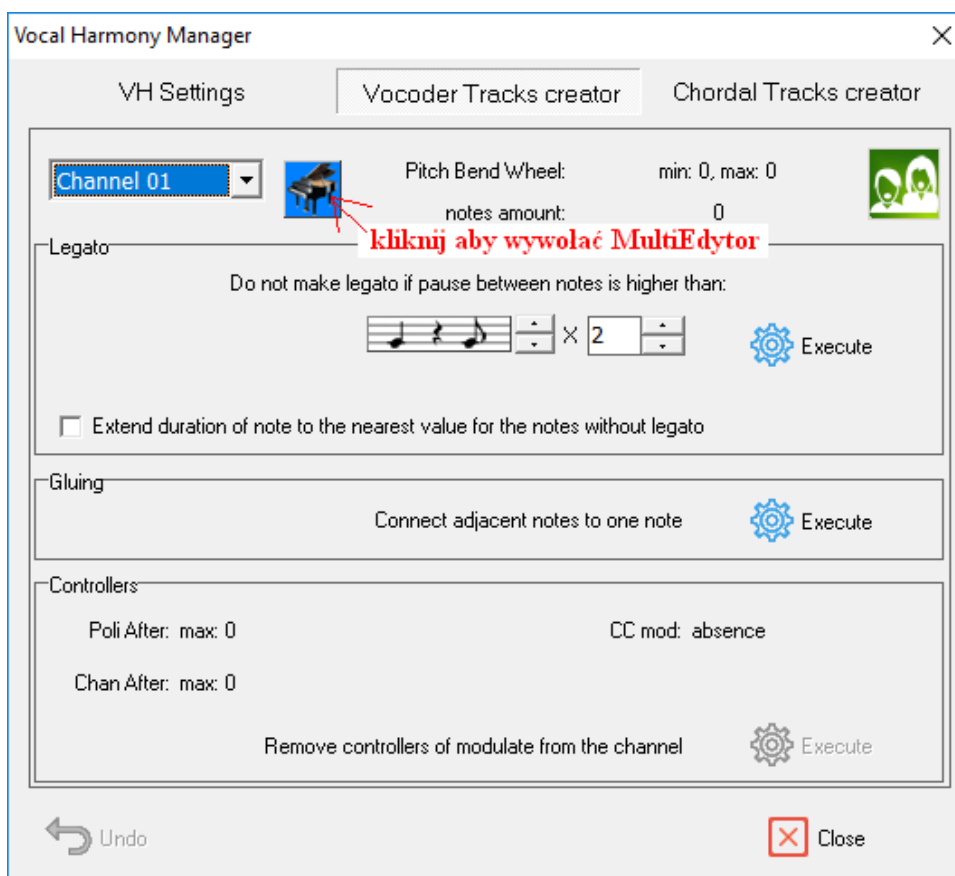 Vocal Harmony Manager
VH Settings
Vocoder Tracks creator
Chordal Tracks creator
Channel 01
Pitch Bend Wheel: min: 0, max: 0
notes amount: 0
kliknij aby wywołać MultiEdytor
Legato
Do not make legato if pause between notes is higher than:
X 2
Execute
Extend duration of note to the nearest value for the notes without legato
Gluing
Connect adjacent notes to one note
Execute
Controllers
Poli After: max: 0
CC mod: absence
Chan After: max: 0
Remove controllers of modulate from the channel
Execute
Undo
Close